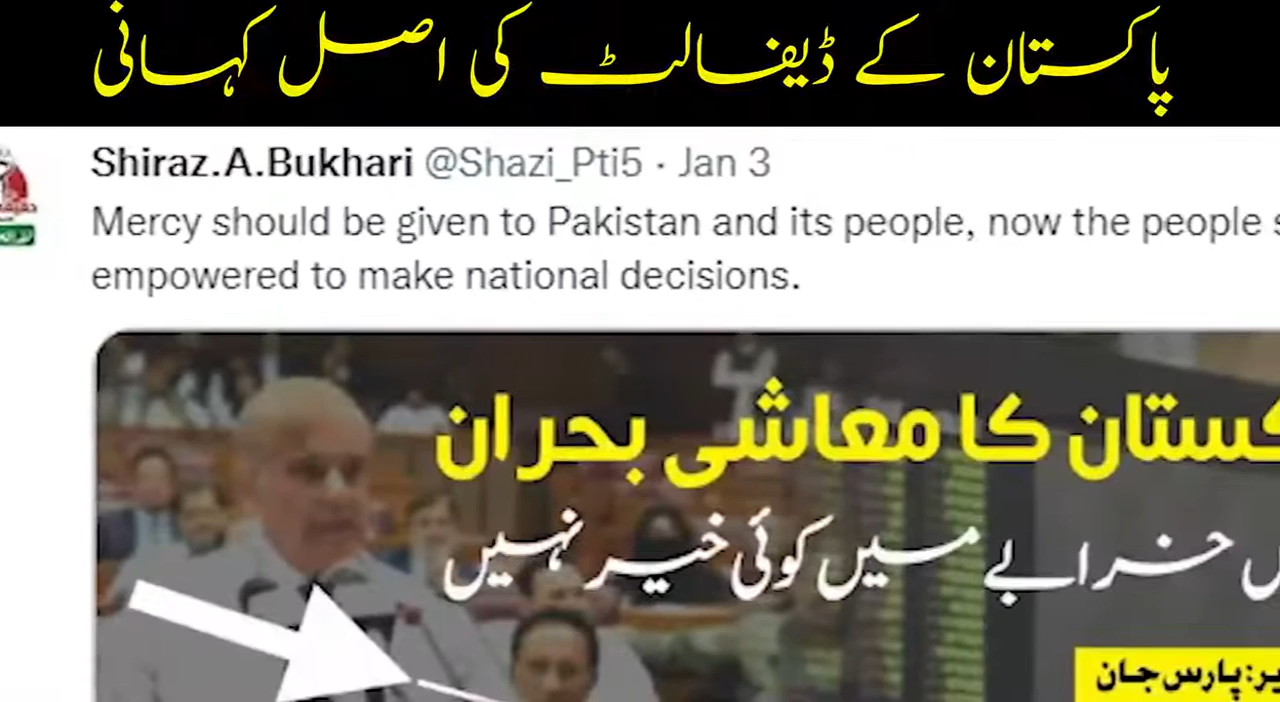 پاکستان کے ڈیفالٹ کی اصل کہانی
Shiraz.A.Bukhari @Shazi_Pti5 · Jan 3
Mercy should be given to Pakistan and its people, now the people
empowered to make national decisions.
کستان کا معاشی بحران
خرابے میں کوئی خیر نہیں
پارس جان